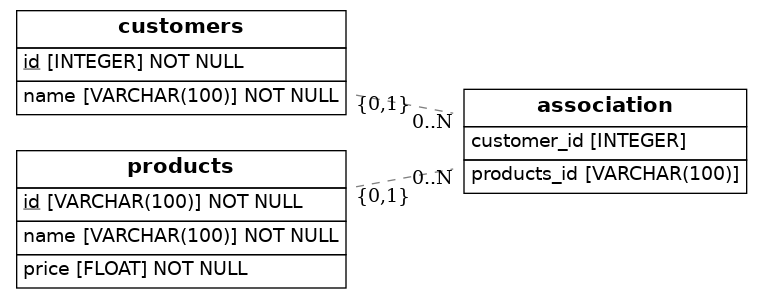 customers
id [INTEGER] NOT NULL
name [VARCHAR(100)] NOT NULL
{0,1}
0..N
association
customer_id [INTEGER]
products_id [VARCHAR(100)]
products
id [VARCHAR(100)] NOT NULL
name [VARCHAR(100)] NOT NULL
price [FLOAT] NOT NULL
0..N
{0,1}